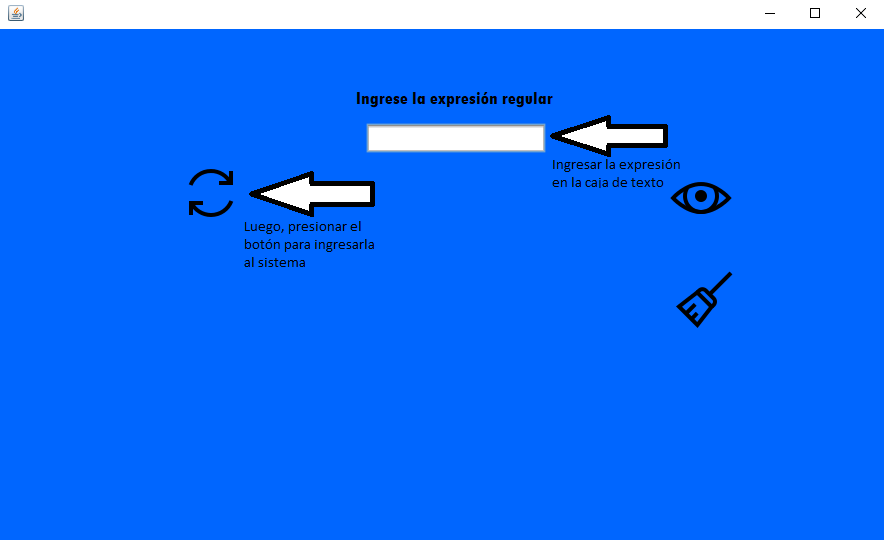 Ingrese la expresión regular
Ingresar la expresión
en la caja de texto
Luego, presionar el
botón para ingresarla
al sistema